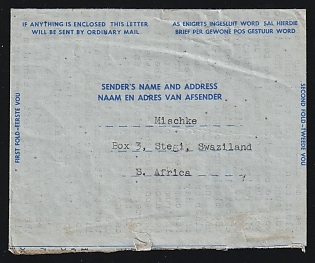 IF ANYTHING IS ENCLOSED THIS LETTER
WILL BE SENT BY ORDINARY MAIL.
AS ENIGIETS INGESLUIT WORD SAL HIERDIE
BRIEF PER GEWONE POS GESTUUR WORD
SENDER'S NAME AND ADDRESS
NAAM EN ADRES VAN AFSENDER
Mischke
Box 3, Stegi, Swaziland
S. Africa
FIRST FOLD-EERSTE VOU
SECOND FOLD-TWEEDE VOU